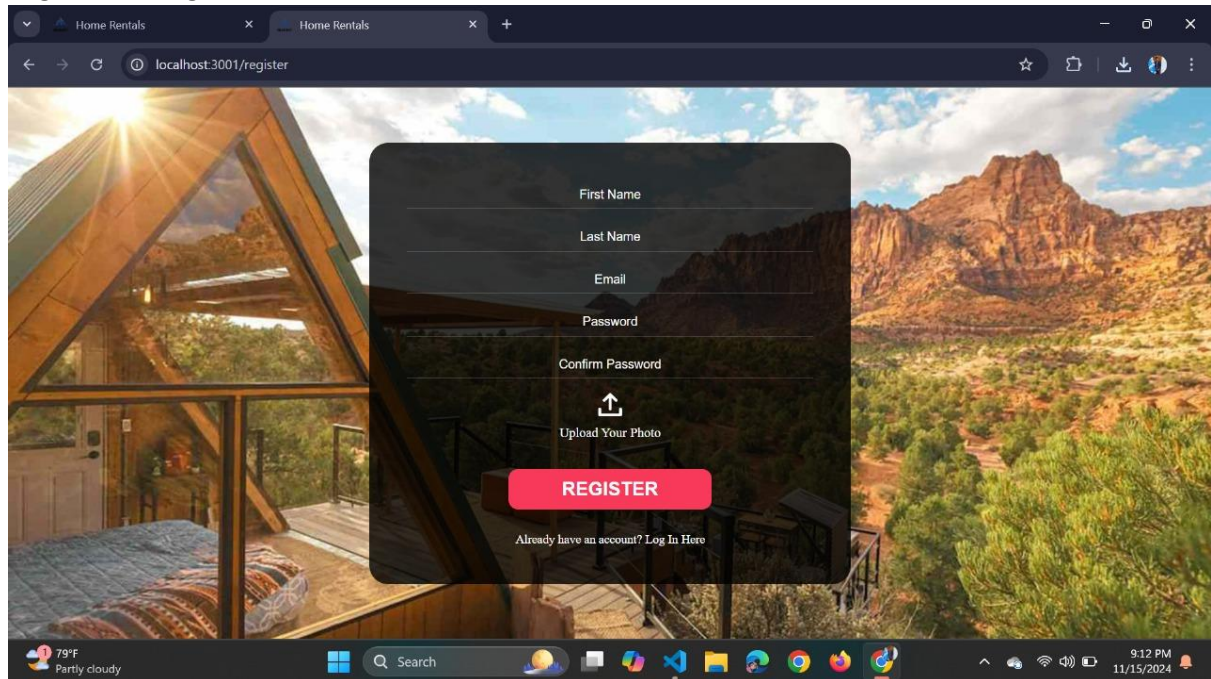 Home Rentals
Home Rentals
localhost:3001/register
First Name
Last Name
Email
Password
Confirm Password
Upload Your Photo
REGISTER
Already have an account? Log In Here
1
79°F
Partly cloudy
Search
9:12 PM
11/15/2024